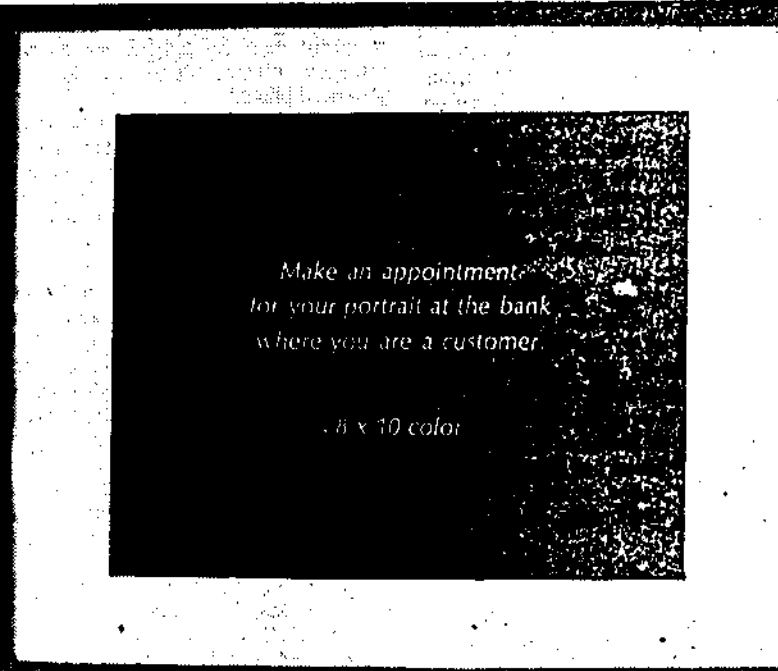 Make an appointment
for your portrait at the bank
where you are a customer.
8 x 10 color